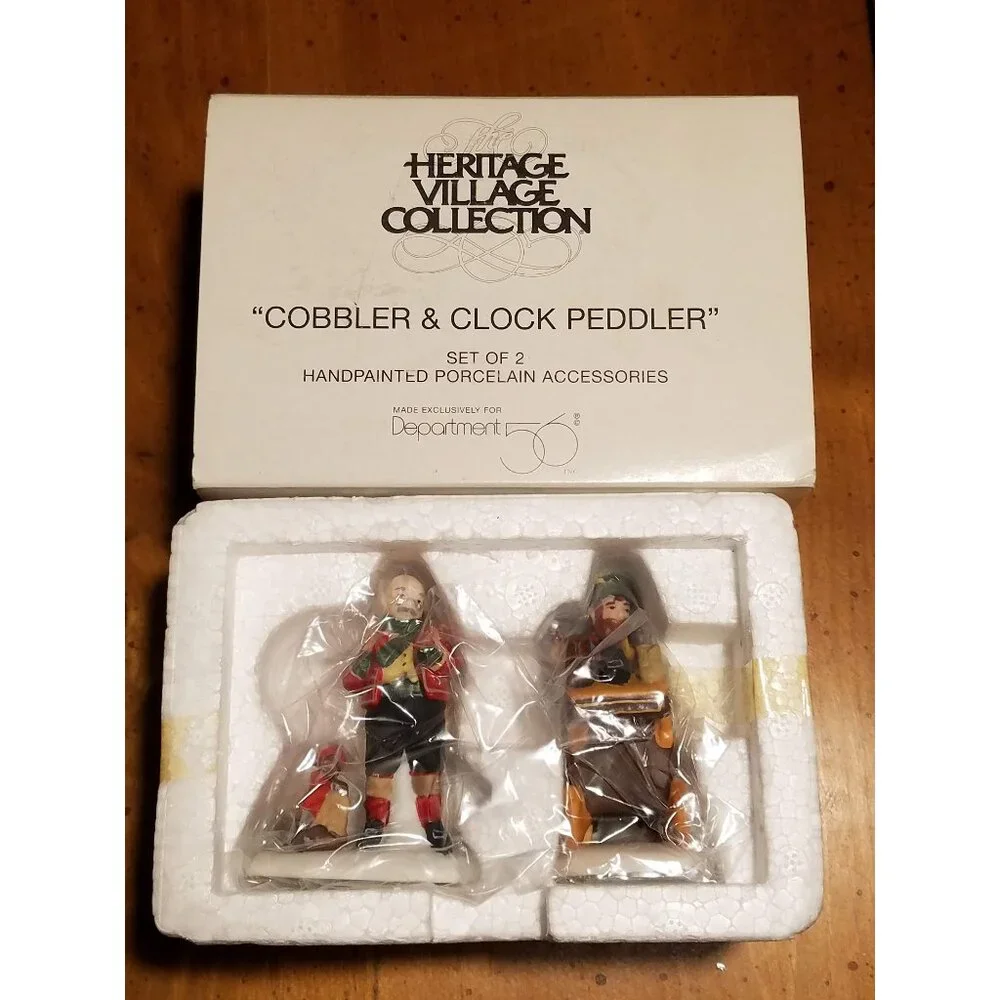 The
HERITAGE
VILLAGE
COLLECTION®
“COBBLER & CLOCK PEDDLER”
SET OF 2
HANDPAINTED PORCELAIN ACCESSORIES
MADE EXCLUSIVELY FOR
Department 56 ®